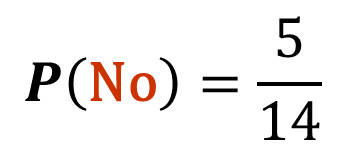 P(No) = 5/14